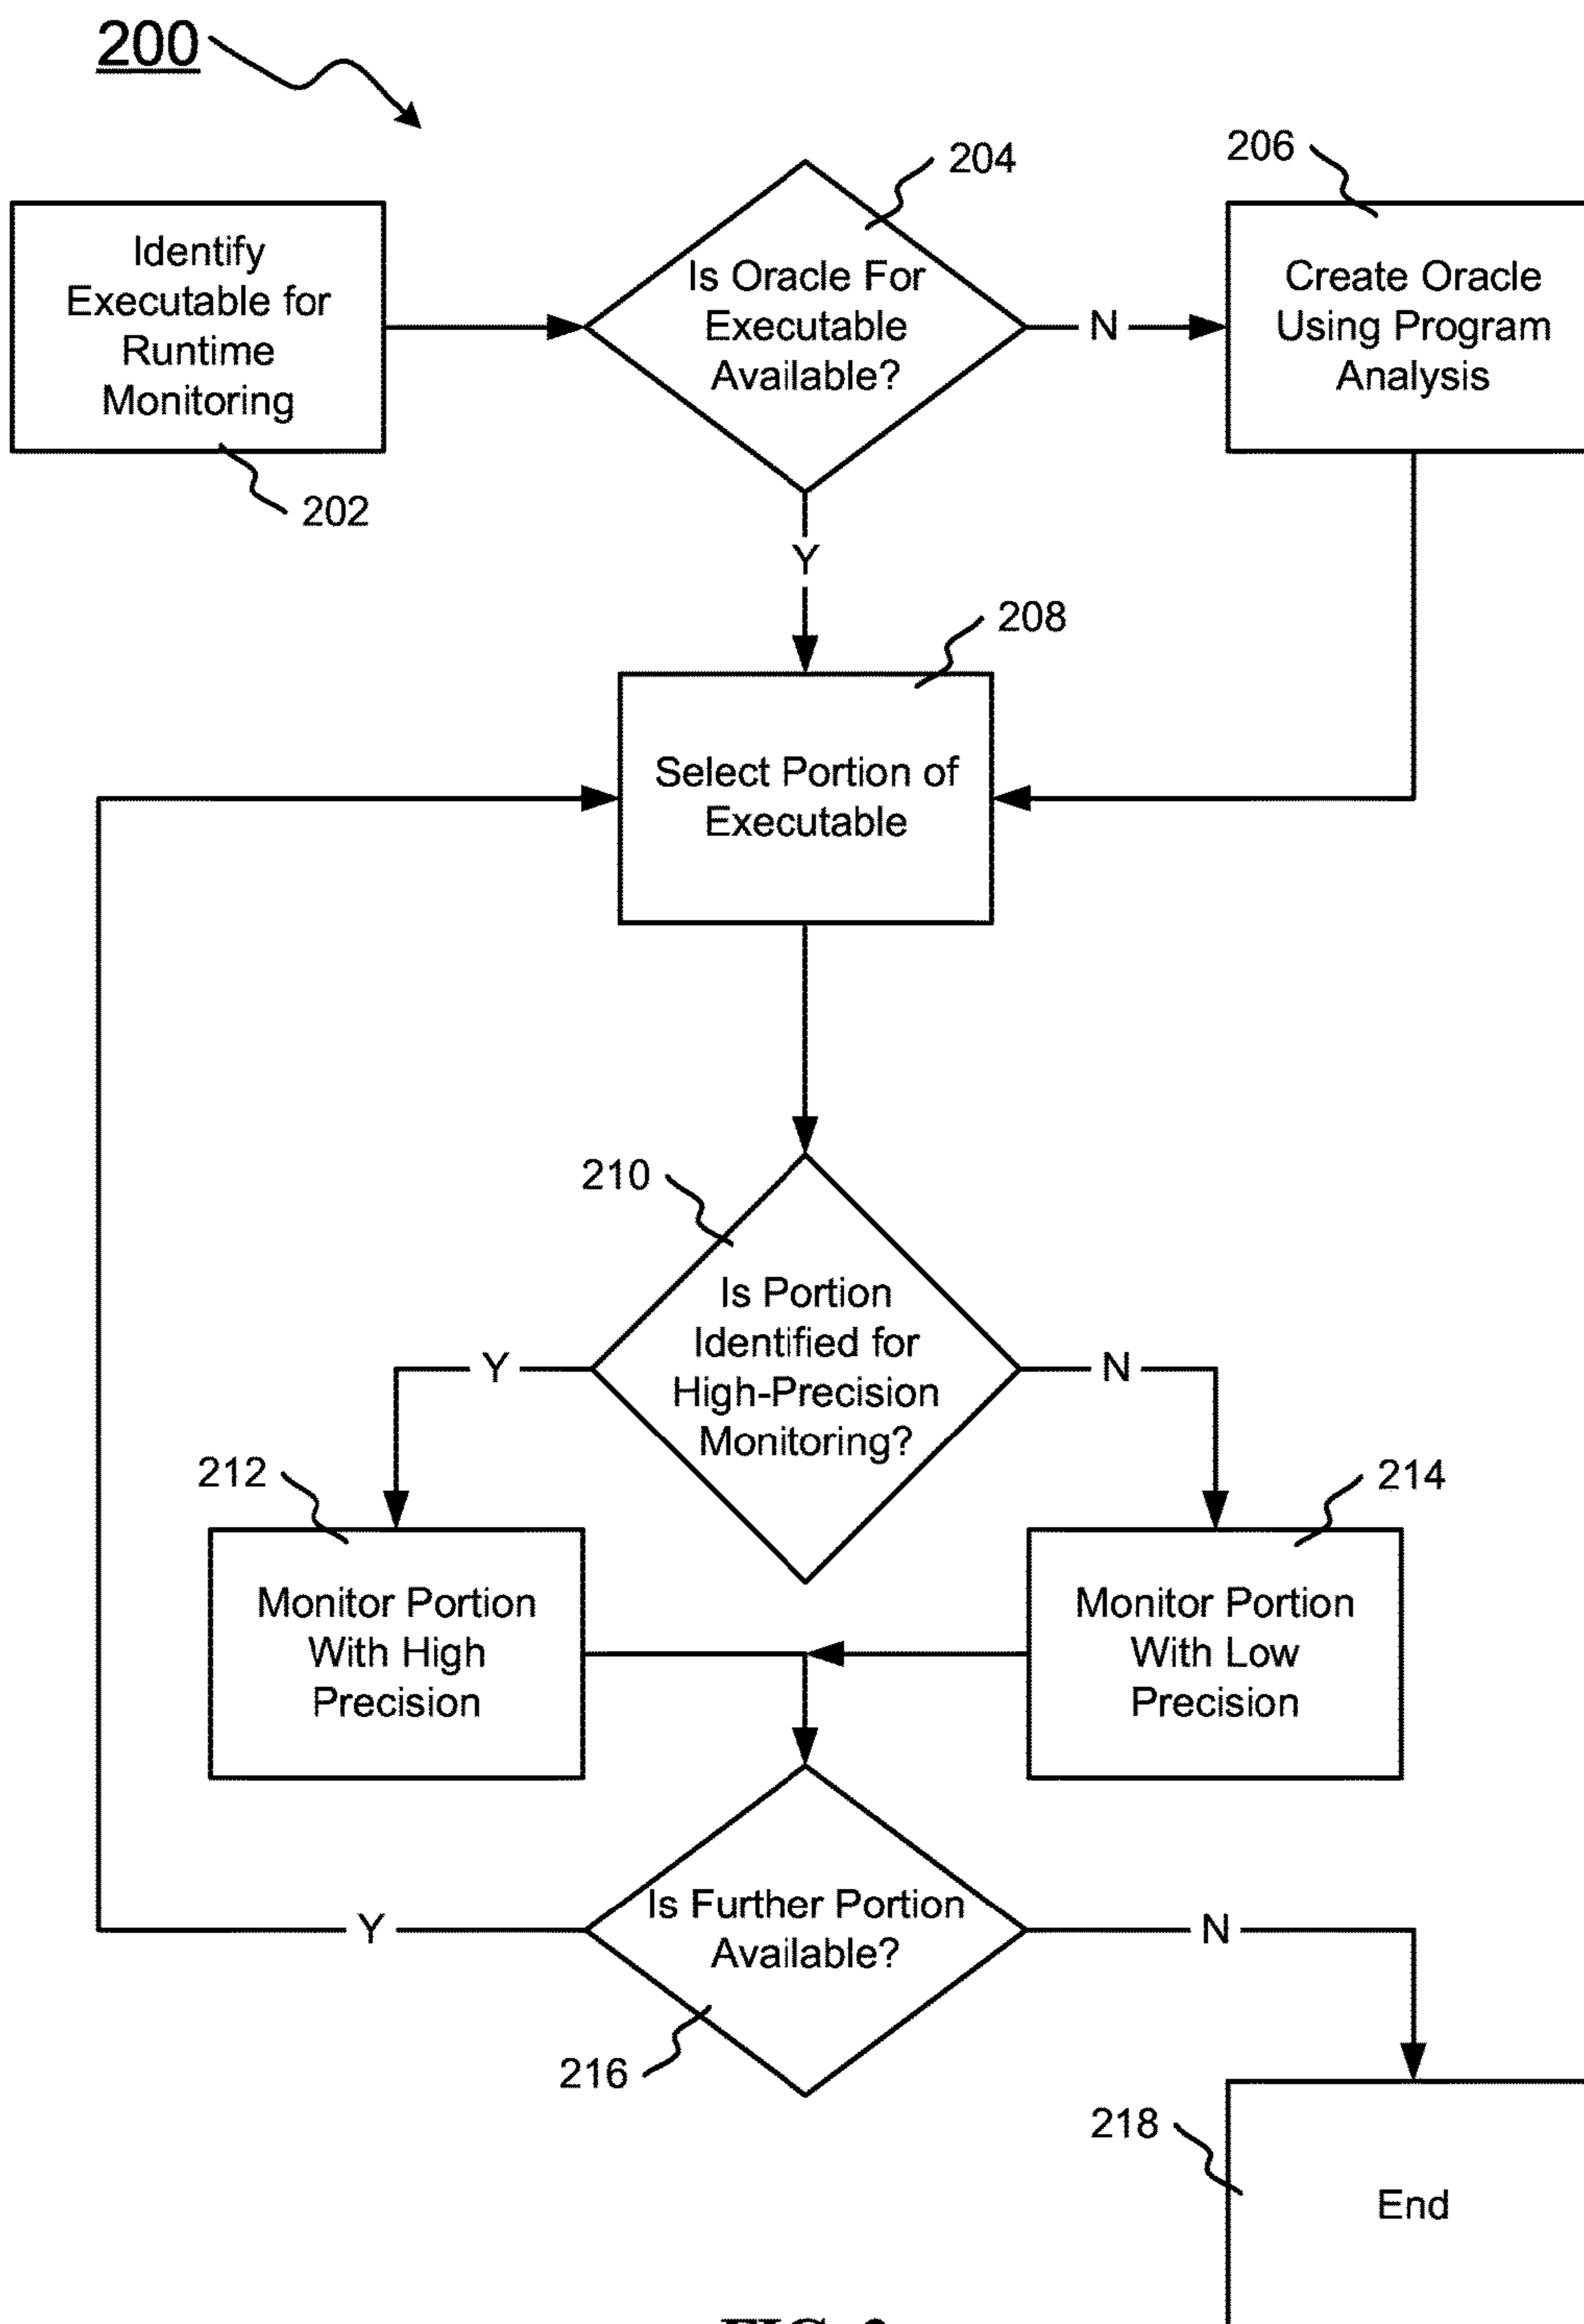 200
204
206
Identify
Executable for
Runtime
Monitoring
Is Oracle For
Executable
Available?
N
Create Oracle
Using Program
Analysis
202
Y
208
Select Portion of
Executable
210
Is Portion
Identified for
High-Precision
Monitoring?
Y
N
212
214
Monitor Portion
With High
Precision
Monitor Portion
With Low
Precision
Is Further Portion
Available?
Y
N
216
218
End